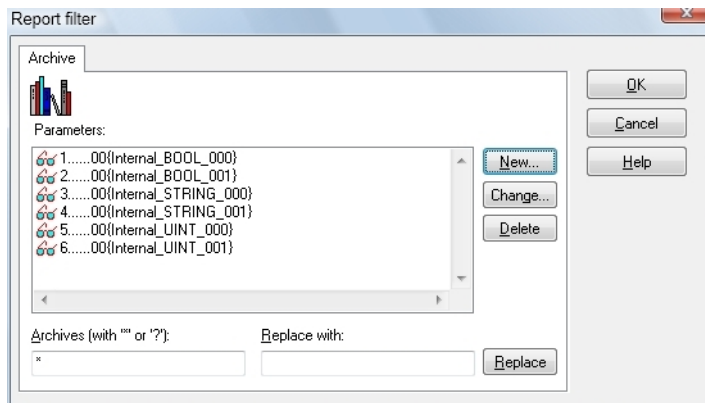 Report filter
Archive
Parameters:
1......00{Internal_BOOL_000}
2......00{Internal_BOOL_001}
3......00{Internal_STRING_000}
4......00{Internal_STRING_001}
5......00{Internal_UINT_000}
6......00{Internal_UINT_001}
New...
Change...
Delete
OK
Cancel
Help
Archives (with '*' or '?'):
Replace with:
*
Replace